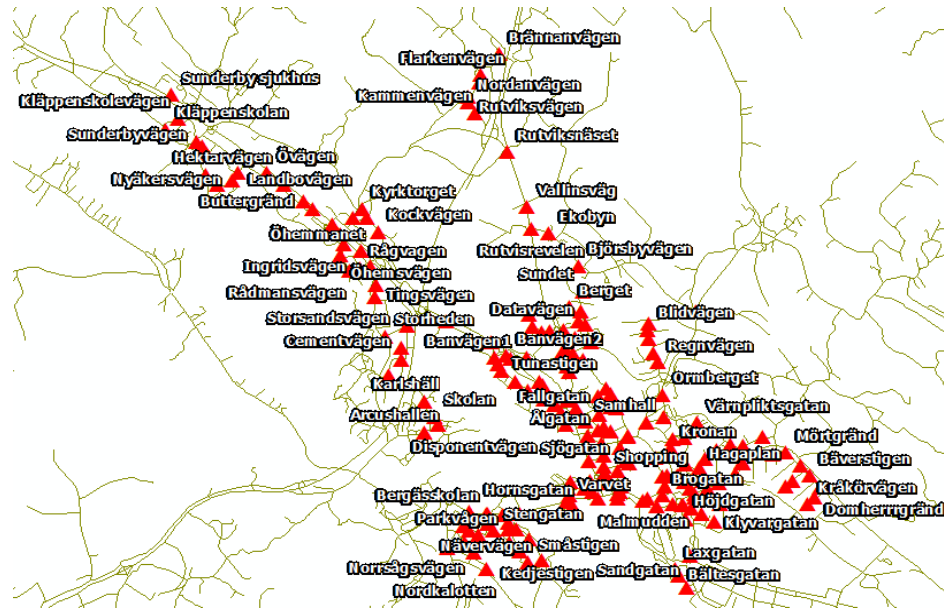 Brännanvägen
Flarkenvägen
Sunderby sjukhus
Nordanvägen
Kläppenskolevägen
Kammenvägen
Rutviksvägen
Kläppenskolan
Sunderbyvägen
Rutviksnäset
Hektarvägen
Övägen
Nyåkersvägen
Landbovägen
Kyrktorget
Vallinsväg
Buttergränd
Kockvägen
Ekobyn
Öhemmanet
Rågvagen
Rutvisrevelen
Björsbyvägen
Ingridsvägen
Öhemsvägen
Sundet
Rådmansvägen
Tingsvägen
Berget
Datavägen
Blidvägen
Storsandsvägen
Storheden
Cementvägen
Banvägen1
Banvägen2
Regnvägen
Tunastigen
Ormberget
Karlshäll
Skolan
Fållgatan
Samhall
Värnpliktsgatan
Arcushallen
Ålgatan
Kronan
Mörtgränd
Disponentvägen
Sjögatan
Shopping
Hagaplan
Bäverstigen
Varvet
Brogatan
Kråkörvägen
Bergässkolan
Hornsgatan
Höjdgatan
Domherrgränd
Parkvägen
Stengatan
Malmudden
Klyvargatan
Nävervägen
Småstigen
Laxgatan
Norrsågsvägen
Kedjestigen
Sandgatan
Bältesgatan
Nordkalotten